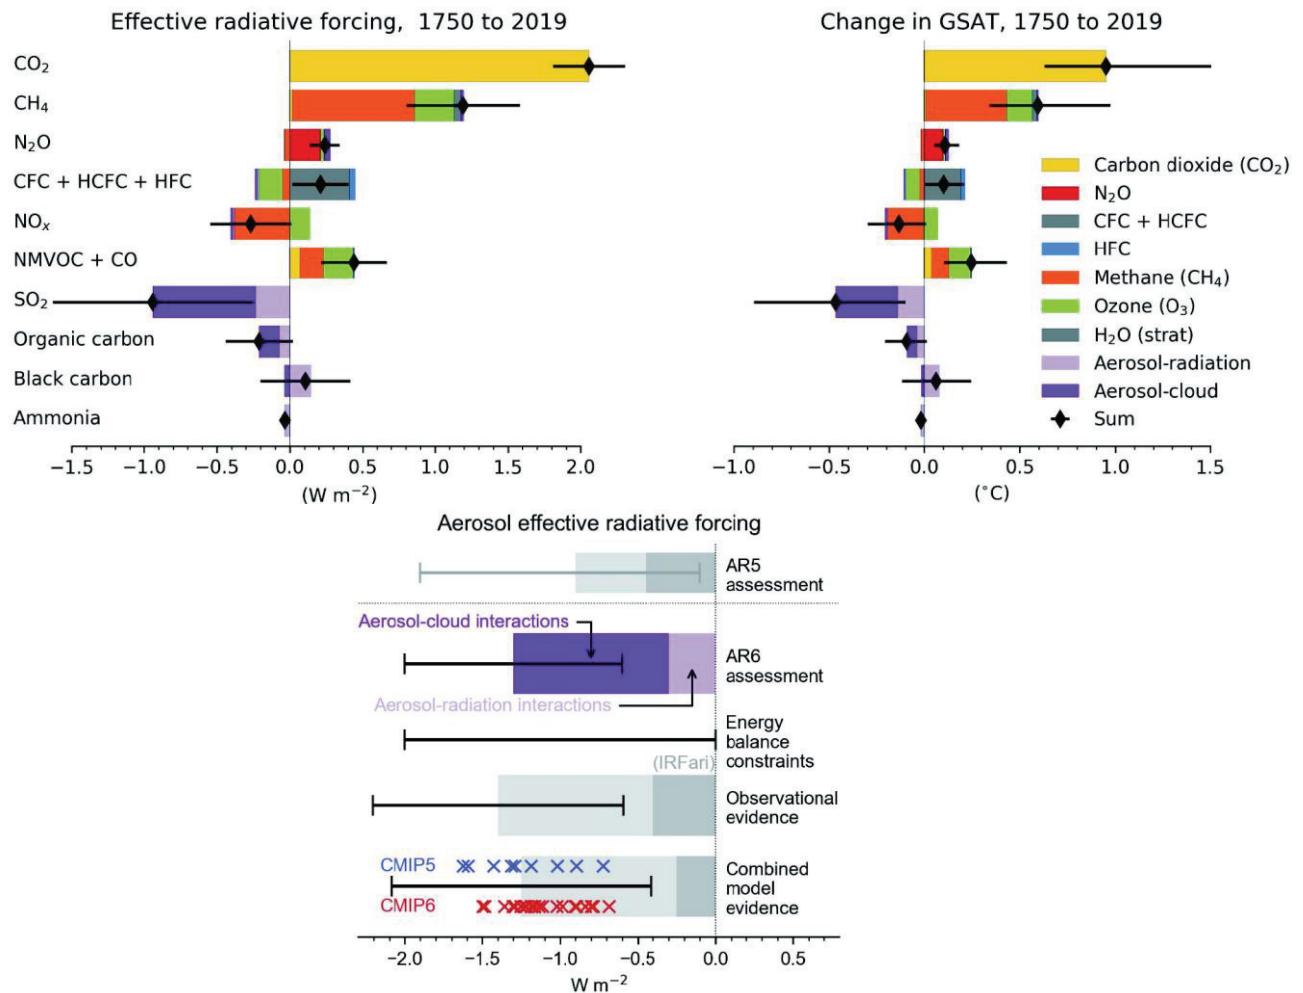 Effective radiative forcing, 1750 to 2019
CO₂
CH₄
N₂O
CFC + HCFC + HFC
NOₓ
NMVOC + CO
SO₂
Organic carbon
Black carbon
Ammonia
−1.5 −1.0 −0.5 0.0 0.5 1.0 1.5 2.0
(W m⁻²)
Change in GSAT, 1750 to 2019
Carbon dioxide (CO₂)
N₂O
CFC + HCFC
HFC
Methane (CH₄)
Ozone (O₃)
H₂O (strat)
Aerosol-radiation
Aerosol-cloud
Sum
−1.0 −0.5 0.0 0.5 1.0 1.5
(°C)
Aerosol effective radiative forcing
AR5
assessment
Aerosol-cloud interactions
AR6
assessment
Aerosol-radiation interactions
Energy
balance
constraints
(IRFari)
Observational
evidence
CMIP5
Combined
model
evidence
CMIP6
−2.0 −1.5 −1.0 −0.5 0.0 0.5
W m⁻²